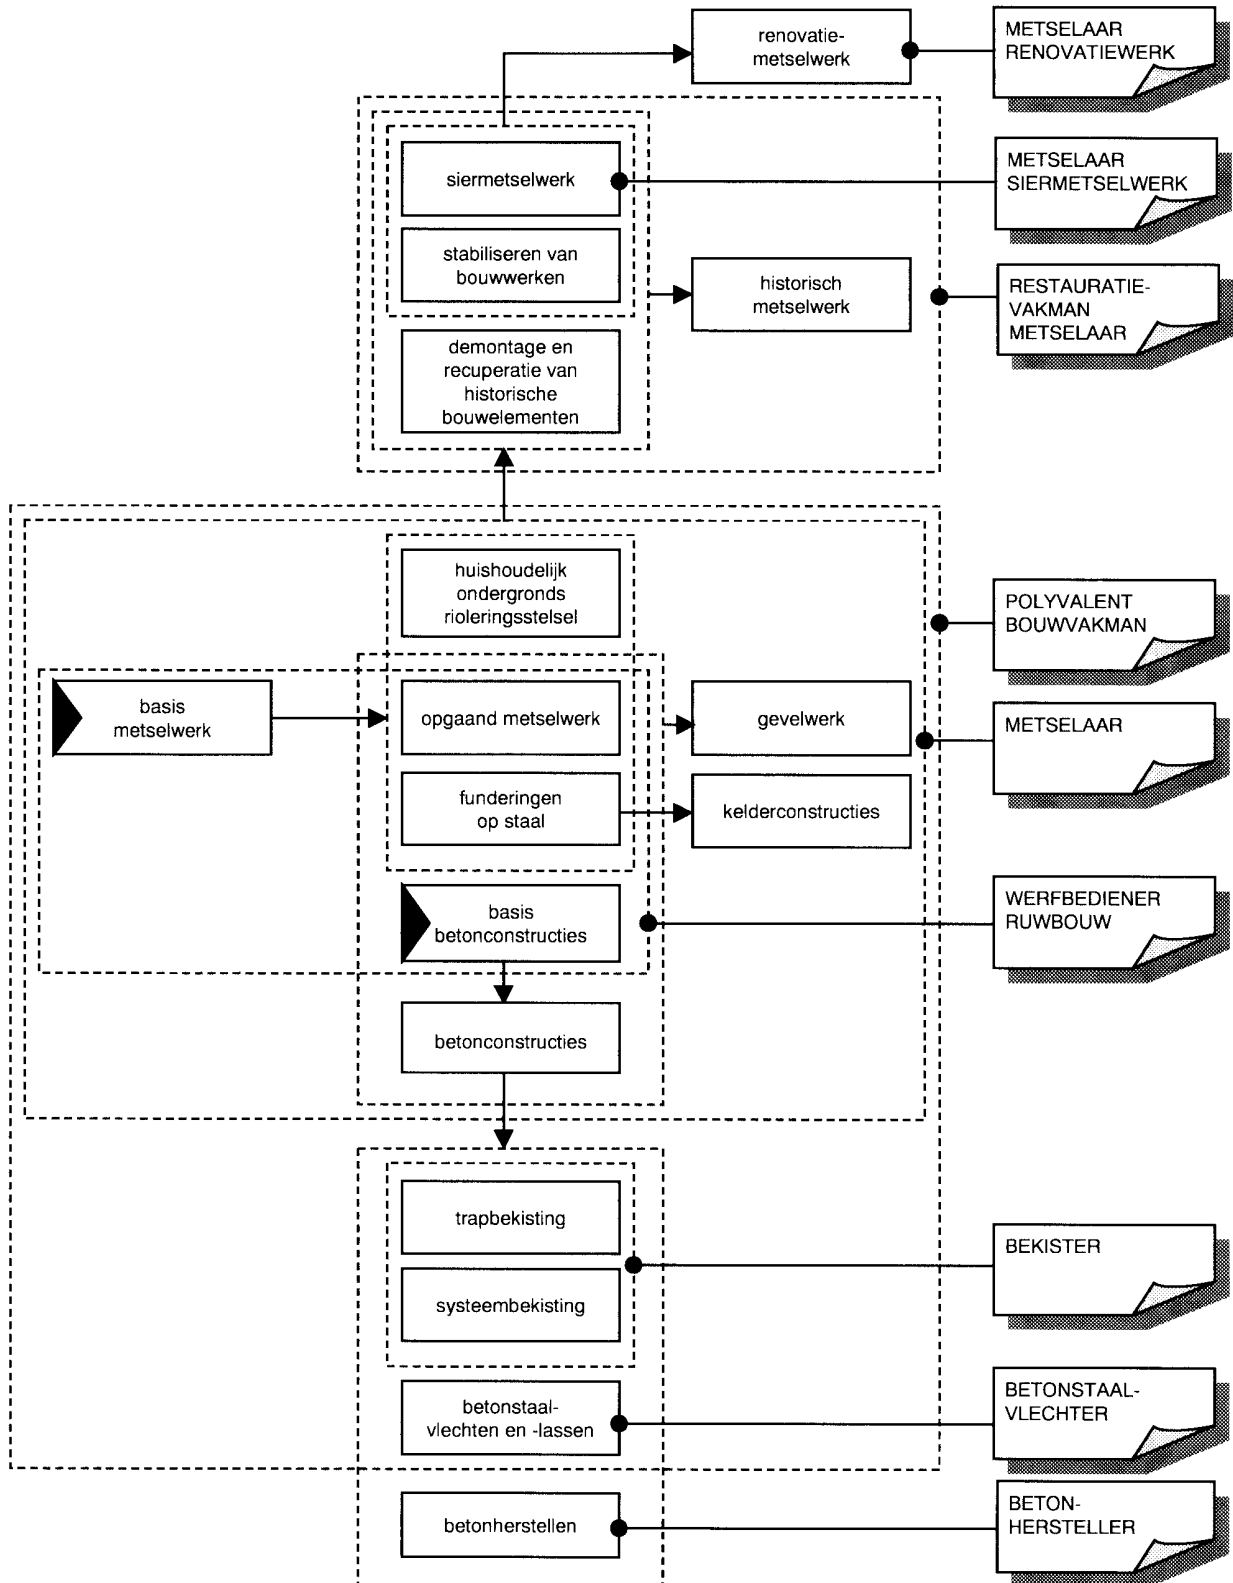 renovatie-
metselwerk
METSELAAR
RENOVATIEWERK
siermetselwerk
METSELAAR
SIERMETSELWERK
stabiliseren van
bouwwerken
historisch
metselwerk
RESTAURATIE-
VAKMAN
METSELAAR
demontage en
recuperatie van
historische
bouwelementen
huishoudelijk
ondergronds
rioleringsstelsel
POLYVALENT
BOUWVAKMAN
basis
metselwerk
opgaand metselwerk
gevelwerk
METSELAAR
funderingen
op staal
kelderconstructies
basis
betonconstructies
WERFBEDIENER
RUWBOUW
betonconstructies
trapbekisting
BEKISTER
systeembekisting
betonstaal-
vlechten en -lassen
BETONSTAAL-
VLECHTER
betonherstellen
BETON-
HERSTELLER